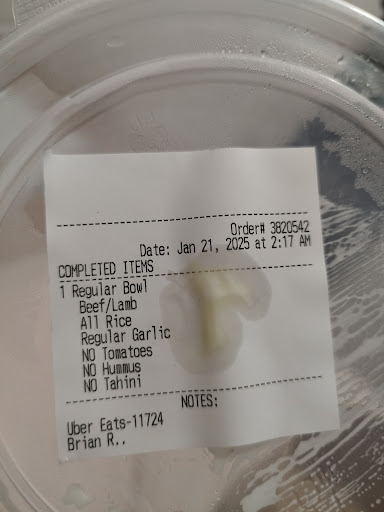 Order# 3820542
Date: Jan 21, 2025 at 2:17 AM
COMPLETED ITEMS
1 Regular Bowl
Beef/Lamb
All Rice
Regular Garlic
NO Tomatoes
NO Hummus
NO Tahini
NOTES:
Uber Eats-11724
Brian R.,